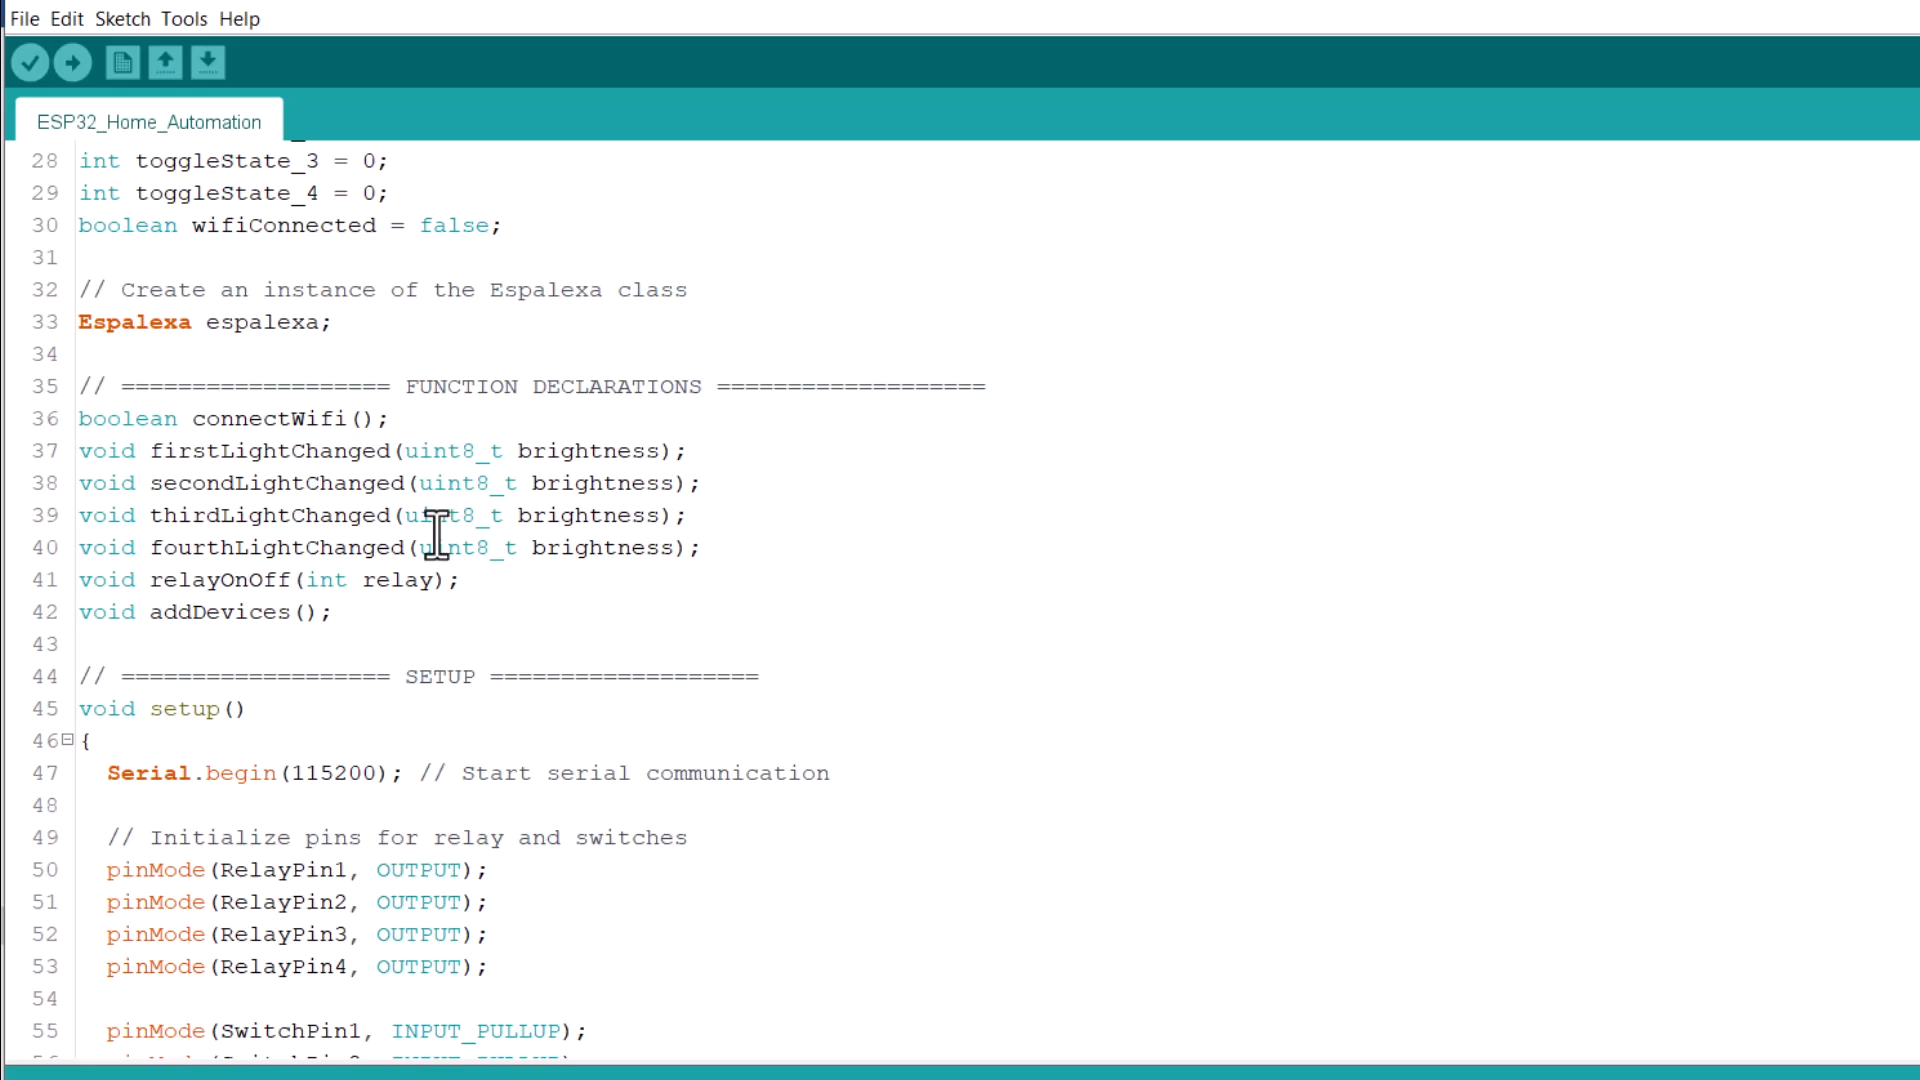 File Edit Sketch Tools Help
ESP32_Home_Automation
28 int toggleState_3 = 0;
29 int toggleState_4 = 0;
30 boolean wifiConnected = false;
31
32 // Create an instance of the Espalexa class
33 Espalexa espalexa;
34
35 // =================== FUNCTION DECLARATIONS ===================
36 boolean connectWifi();
37 void firstLightChanged(uint8_t brightness);
38 void secondLightChanged(uint8_t brightness);
39 void thirdLightChanged(uint8_t brightness);
40 void fourthLightChanged(uint8_t brightness);
41 void relayOnOff(int relay);
42 void addDevices();
43
44 // =================== SETUP ===================
45 void setup()
46 {
47 Serial.begin(115200); // Start serial communication
48
49 // Initialize pins for relay and switches
50 pinMode(RelayPin1, OUTPUT);
51 pinMode(RelayPin2, OUTPUT);
52 pinMode(RelayPin3, OUTPUT);
53 pinMode(RelayPin4, OUTPUT);
54
55 pinMode(SwitchPin1, INPUT_PULLUP);